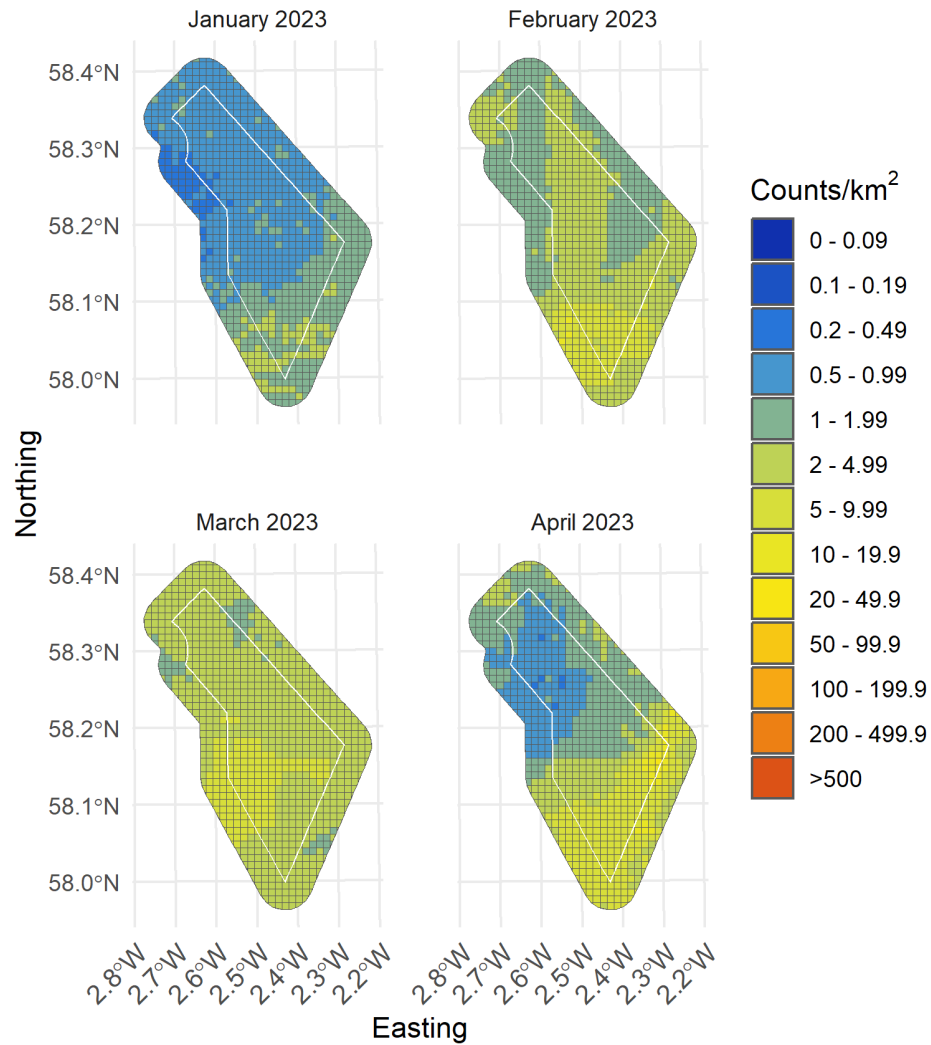 January 2023
February 2023
58.4°N
58.3°N
58.2°N
58.1°N
58.0°N
March 2023
April 2023
58.4°N
58.3°N
58.2°N
58.1°N
58.0°N
2.8°W
2.7°W
2.6°W
2.5°W
2.4°W
2.3°W
2.2°W
2.8°W
2.7°W
2.6°W
2.5°W
2.4°W
2.3°W
2.2°W
Easting
Northing
Counts/km²
0 - 0.09
0.1 - 0.19
0.2 - 0.49
0.5 - 0.99
1 - 1.99
2 - 4.99
5 - 9.99
10 - 19.9
20 - 49.9
50 - 99.9
100 - 199.9
200 - 499.9
>500